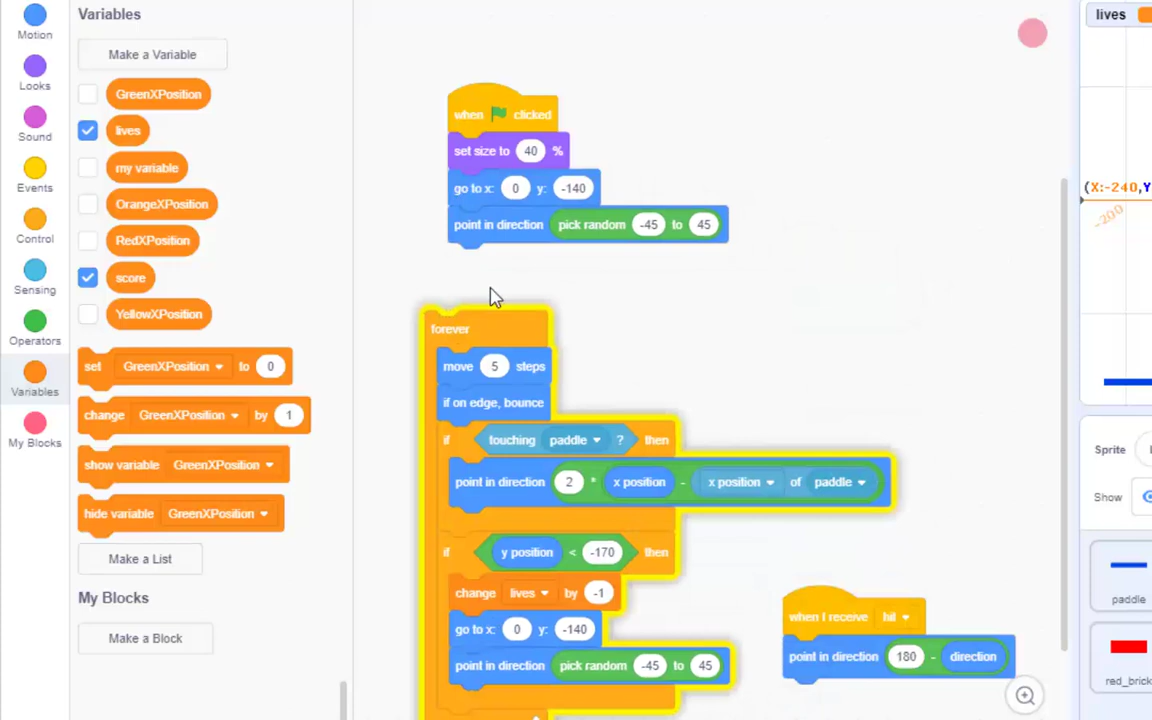 Motion
Looks
Sound
Events
Control
Sensing
Operators
Variables
My Blocks
Variables
Make a Variable
GreenXPosition
lives
my variable
OrangeXPosition
RedXPosition
score
YellowXPosition
set GreenXPosition to 0
change GreenXPosition by 1
show variable GreenXPosition
hide variable GreenXPosition
Make a List
My Blocks
Make a Block
when clicked
set size to 40 %
go to x: 0 y: -140
point in direction pick random -45 to 45
forever
move 5 steps
if on edge, bounce
if touching paddle ? then
point in direction 2 * x position - x position of paddle
if y position < -170 then
change lives by -1
go to x: 0 y: -140
point in direction pick random -45 to 45
when I receive hit
point in direction 180 - direction
lives
(X:-240,Y
-200
Sprite
Show
paddle
red_brick